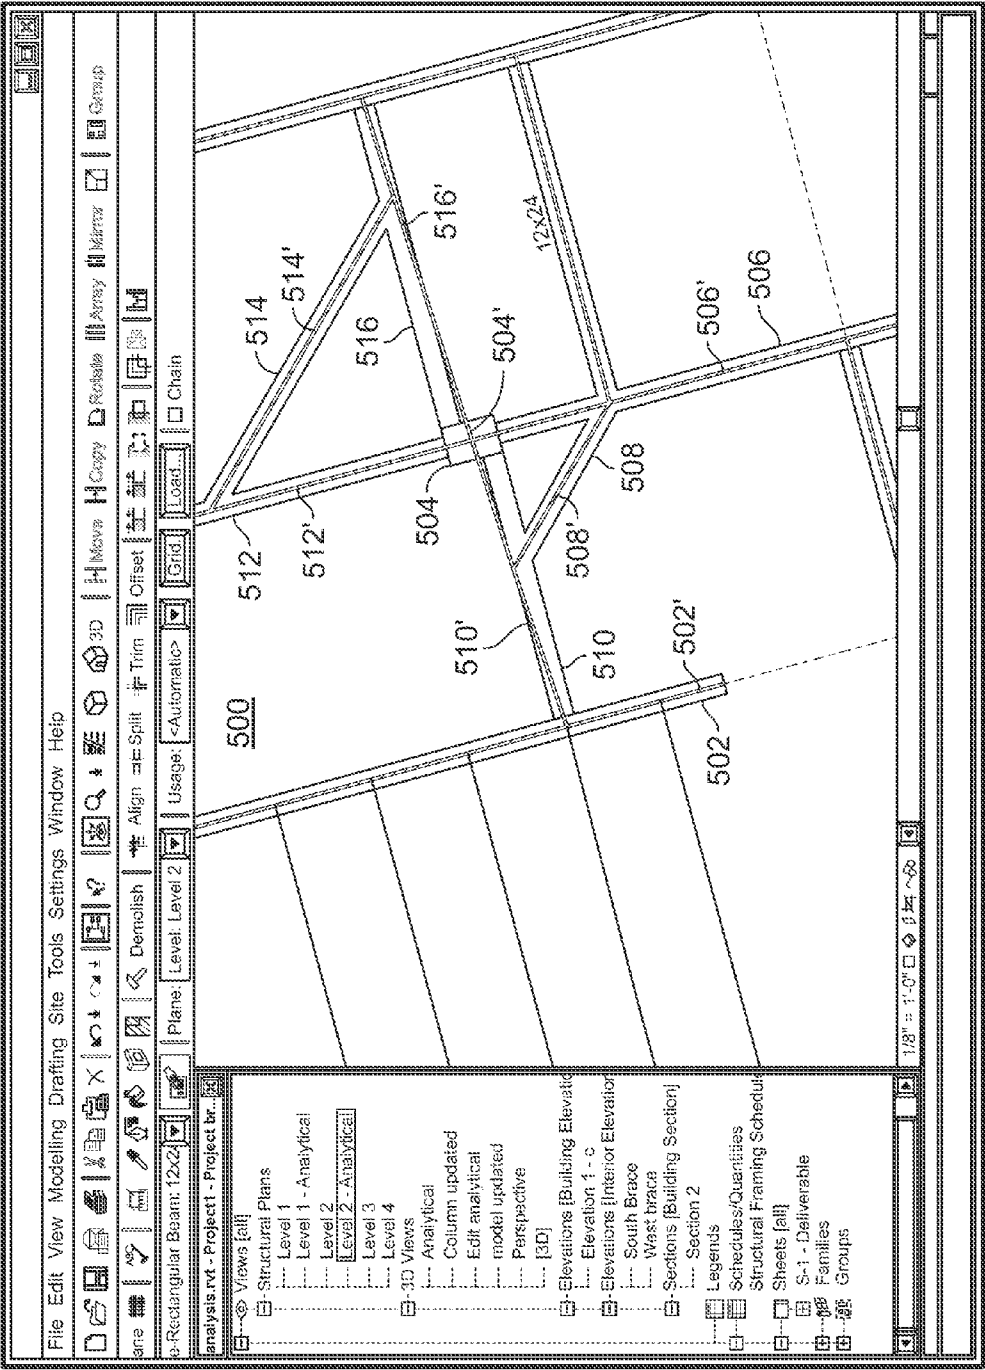 File Edit View Modelling Drafting Site Tools Settings Window Help
3D Move Copy Rotate Array Mirror Group
Demolish Align Split Trim Offset
e-Rectangular Beam: 12x24 Plane: Level: Level 2 Usage: <Automatic> Grid. Load... Chain
analysis.rvt - Project1 - Project br...
Views [all]
Structural Plans
Level 1
Level 1 - Analytical
Level 2
Level 2 - Analytical
Level 3
Level 4
3D Views
Analytical
Column updated
Edit analytical
model updated
Perspective
[3D]
Elevations [Building Elevatio
Elevation 1 - c
Elevations [Interior Elevation
South Brace
West brace
Sections [Building Section]
Section 2
Legends
Schedules/Quantities
Structural Framing Schedul
Sheets [all]
S-1 - Deliverable
Families
Groups
500
512
512'
514
514'
516
516'
504
504'
12x24
510'
510
508'
508
506'
506
502
502'
1/8" = 1'-0"